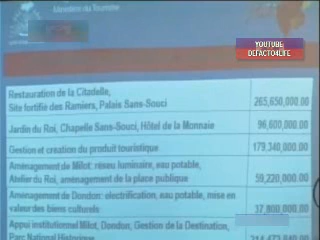 Ministère du Tourisme
YOUTUBE
DEFACTO4LIFE
Restauration de la Citadelle,
Site fortifié des Ramiers, Palais Sans-Souci 265,650,000.00
Jardin du Roi, Chapelle Sans-Souci, Hôtel de la Monnaie 96,600,000.00
Gestion et création du produit touristique 179,340,000.00
Aménagement de Milot: réseu luminaire, eau potable,
Atelier du Roi, aménagement de la place publique 59,220,000.00
Aménagement de Dondon: electrification, eau potable, mise en
valeur des biens culturels 37,800,000.00
Appui institutionnel Milot, Dondon, Gestion de la Destination,
Parc National Historique